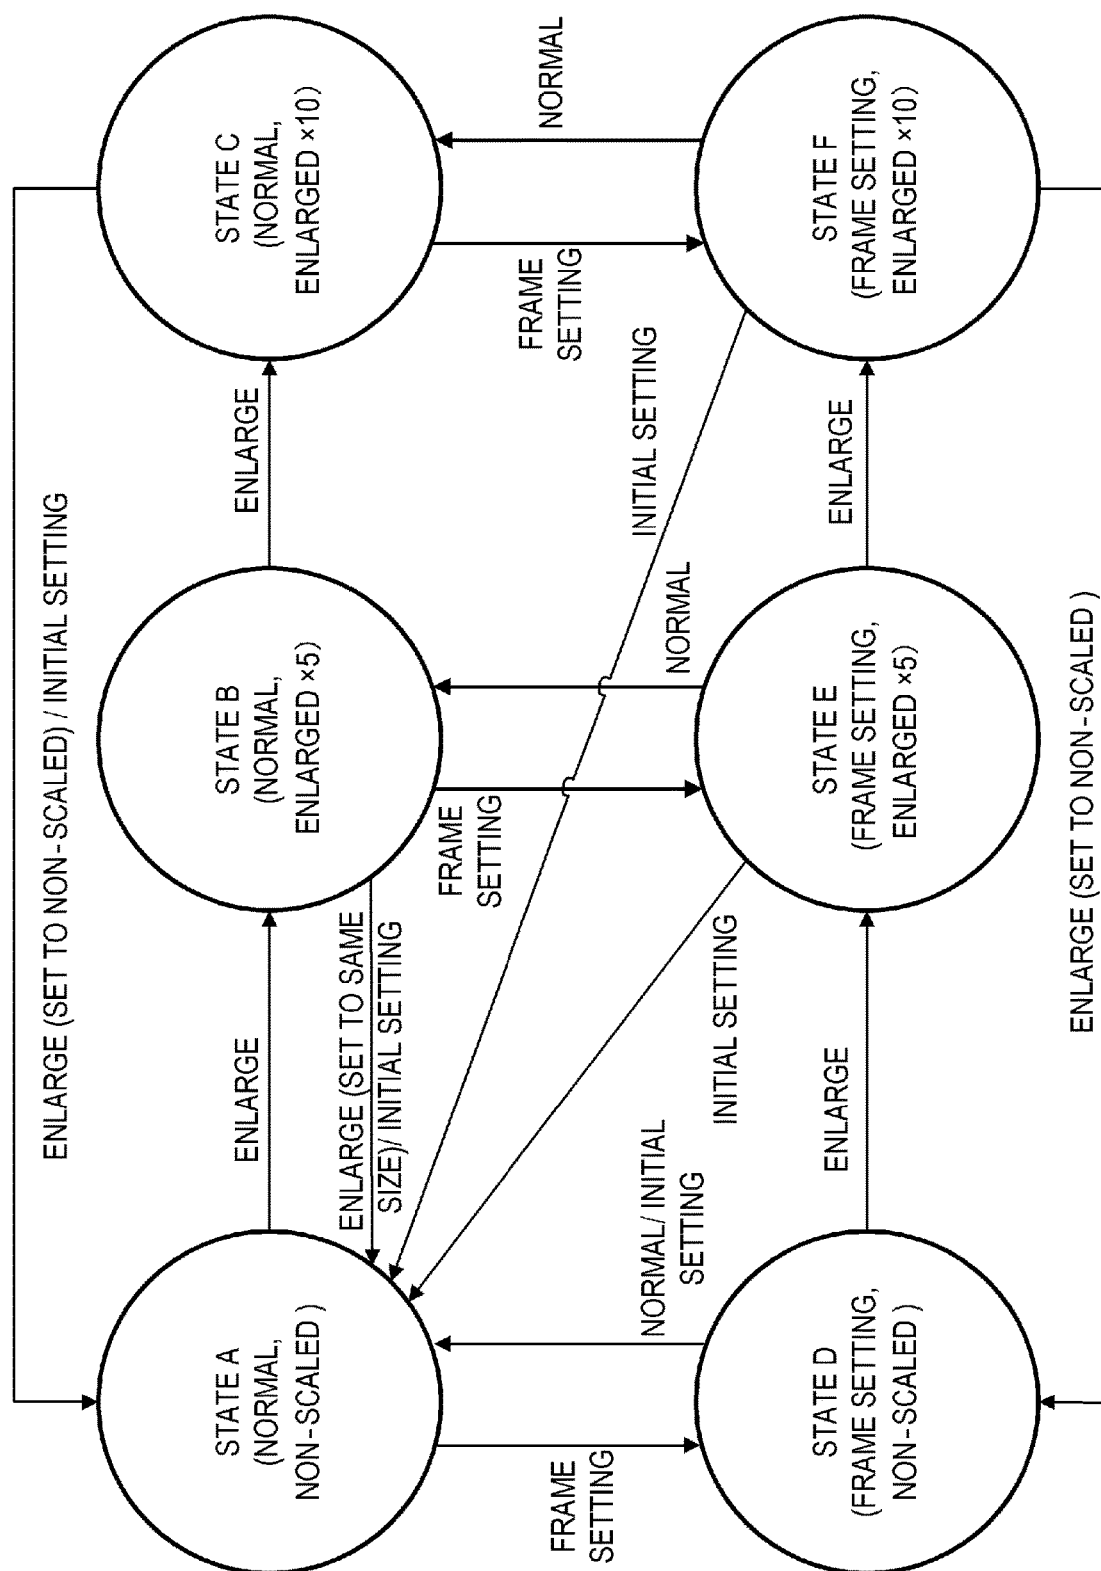 ENLARGE (SET TO NON-SCALED) / INITIAL SETTING
STATE A
(NORMAL,
NON-SCALED )
ENLARGE
STATE B
(NORMAL,
ENLARGED ×5)
ENLARGE
STATE C
(NORMAL,
ENLARGED ×10)
ENLARGE (SET TO SAME
SIZE)/ INITIAL SETTING
FRAME
SETTING
NORMAL/ INITIAL
SETTING
INITIAL SETTING
FRAME
SETTING
NORMAL
INITIAL SETTING
FRAME
SETTING
NORMAL
STATE D
(FRAME SETTING,
NON-SCALED )
ENLARGE
STATE E
(FRAME SETTING,
ENLARGED ×5)
ENLARGE
STATE F
(FRAME SETTING,
ENLARGED ×10)
ENLARGE (SET TO NON-SCALED )